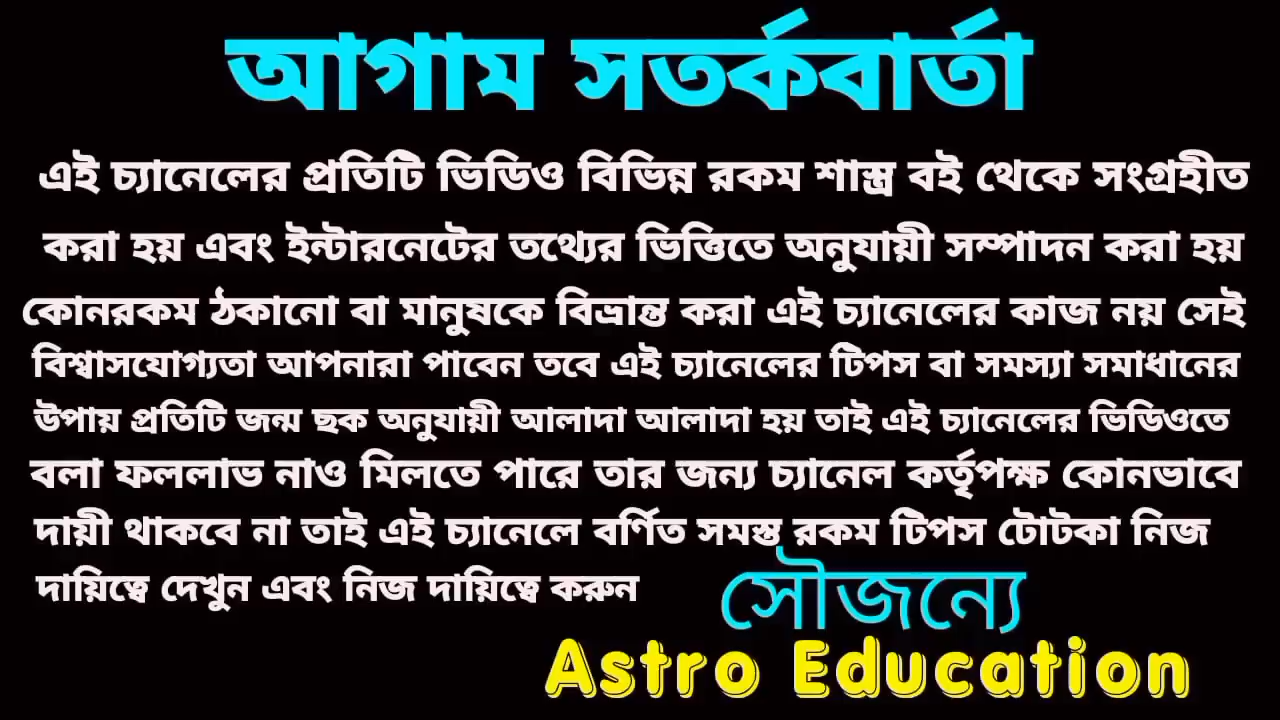 আগাম সতর্কবার্তা
এই চ্যানেলের প্রতিটি ভিডিও বিভিন্ন রকম শাস্ত্র বই থেকে সংগ্রহীত
করা হয় এবং ইন্টারনেটের তথ্যের ভিত্তিতে অনুযায়ী সম্পাদন করা হয়
কোনরকম ঠকানো বা মানুষকে বিভ্রান্ত করা এই চ্যানেলের কাজ নয় সেই
বিশ্বাসযোগ্যতা আপনারা পাবেন তবে এই চ্যানেলের টিপস বা সমস্যা সমাধানের
উপায় প্রতিটি জন্ম ছক অনুযায়ী আলাদা আলাদা হয় তাই এই চ্যানেলের ভিডিওতে
বলা ফললাভ নাও মিলতে পারে তার জন্য চ্যানেল কর্তৃপক্ষ কোনভাবে
দায়ী থাকবে না তাই এই চ্যানেলে বর্ণিত সমস্ত রকম টিপস টোটকা নিজ
দায়িত্বে দেখুন এবং নিজ দায়িত্বে করুন
সৌজন্যে
Astro Education